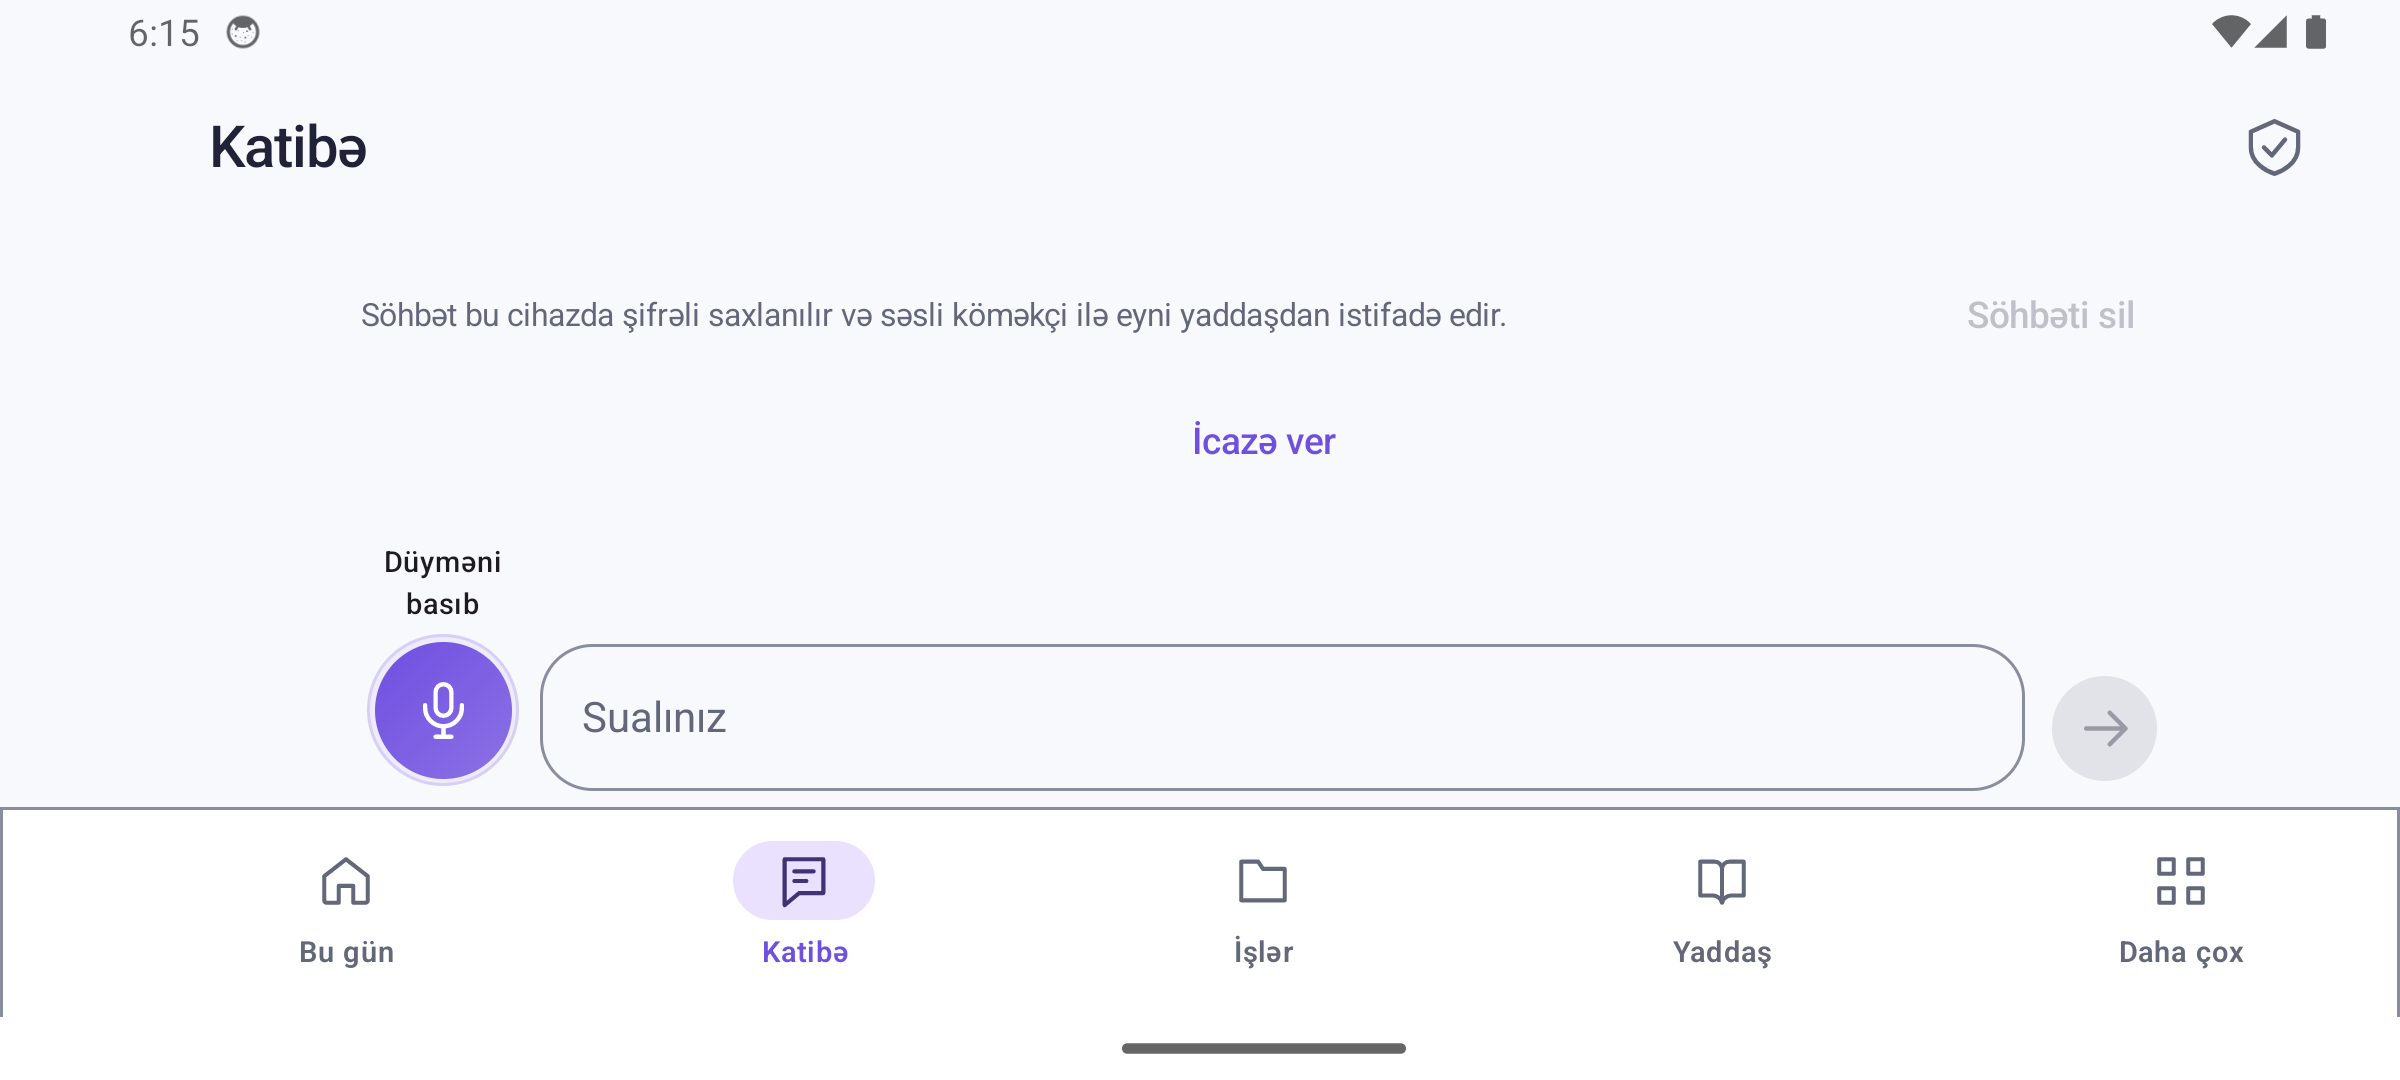 6:15
Katibə
Söhbət bu cihazda şifrəli saxlanılır və səsli köməkçi ilə eyni yaddaşdan istifadə edir.
Söhbəti sil
İcazə ver
Düyməni
basıb
Sualınız
Bu gün
Katibə
İşlər
Yaddaş
Daha çox